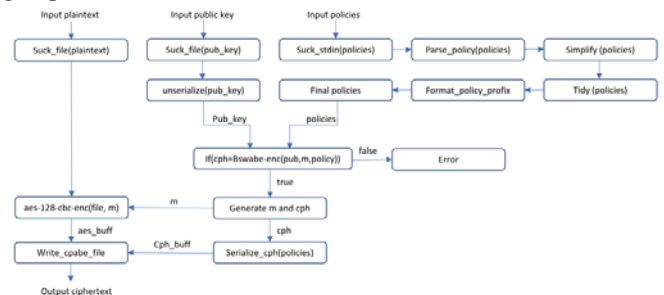 Input plaintext
Input public key
Input policies
Suck_file(plaintext)
Suck_file(pub_key)
Suck_stdin(policies)
Parse_policy(policies)
Simplify (policies)
unserialize(pub_key)
Final policies
Format_policy_prefix
Tidy (policies)
Pub_key
policies
If(cph=Bswabe-enc(pub,m,policy))
false
Error
true
aes-128-cbc-enc(file, m)
m
Generate m and cph
aes_buff
cph
Write_cpabe_file
Cph_buff
Serialize_cph(policies)
Output ciphertext